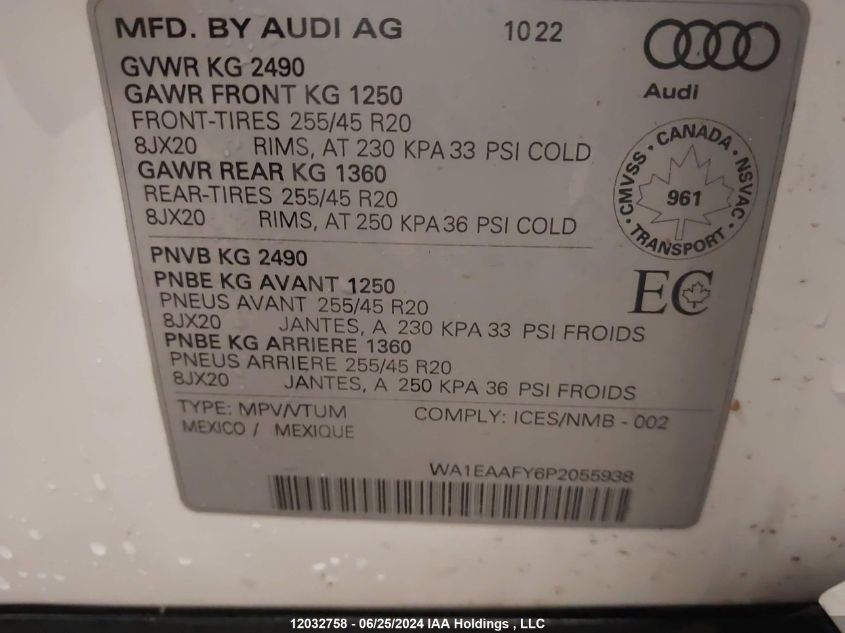 MFD. BY AUDI AG 1022
GVWR KG 2490
GAWR FRONT KG 1250
FRONT-TIRES 255/45 R20
8JX20 RIMS, AT 230 KPA 33 PSI COLD
GAWR REAR KG 1360
REAR-TIRES 255/45 R20
8JX20 RIMS, AT 250 KPA 36 PSI COLD
Audi
CMVSS • CANADA • NSVAC • TRANSPORT •
961
PNVB KG 2490
PNBE KG AVANT 1250
PNEUS AVANT 255/45 R20
8JX20 JANTES, A 230 KPA 33 PSI FROIDS
PNBE KG ARRIERE 1360
PNEUS ARRIERE 255/45 R20
8JX20 JANTES, A 250 KPA 36 PSI FROIDS
EC
TYPE: MPV/VTUM COMPLY: ICES/NMB - 002
MEXICO / MEXIQUE
WA1EAAFY6P2055938
12032758 - 06/25/2024 IAA Holdings , LLC